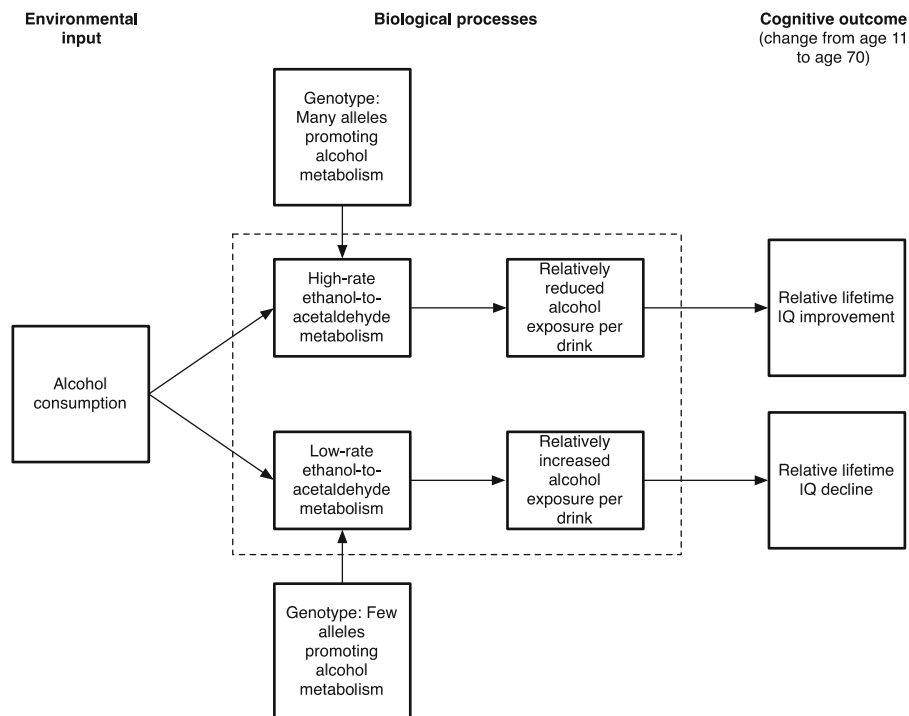 Environmental
input
Biological processes
Cognitive outcome
(change from age 11
to age 70)
Genotype:
Many alleles
promoting
alcohol
metabolism
High-rate
ethanol-to-
acetaldehyde
metabolism
Relatively
reduced
alcohol
exposure per
drink
Relative lifetime
IQ improvement
Alcohol
consumption
Low-rate
ethanol-to-
acetaldehyde
metabolism
Relatively
increased
alcohol
exposure per
drink
Relative lifetime
IQ decline
Genotype: Few
alleles
promoting
alcohol
metabolism